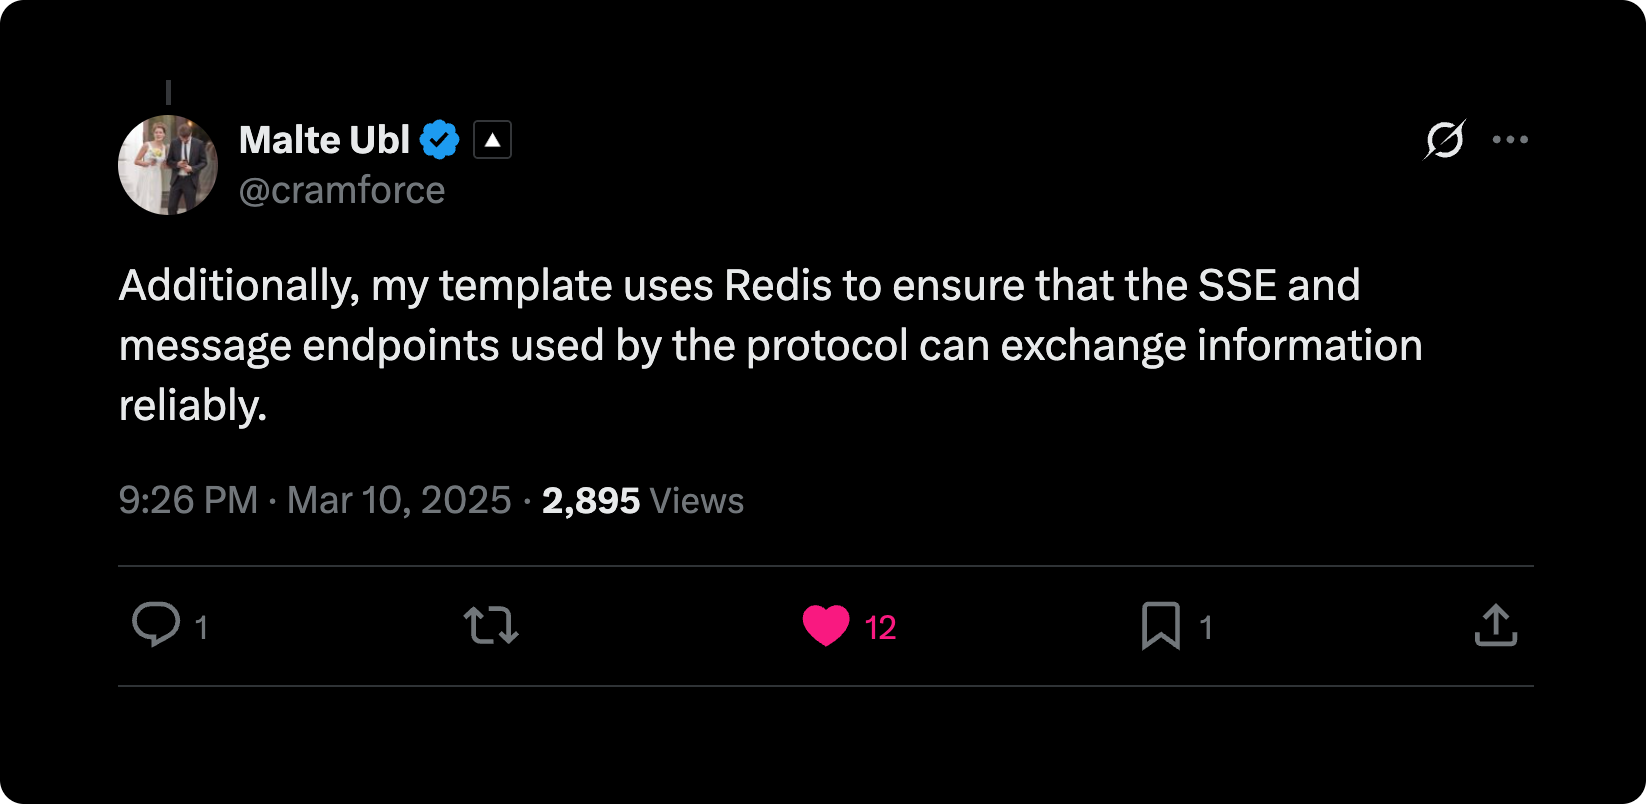 Malte Ubl
@cramforce
Additionally, my template uses Redis to ensure that the SSE and
message endpoints used by the protocol can exchange information
reliably.
9:26 PM · Mar 10, 2025 · 2,895 Views
1
12
1